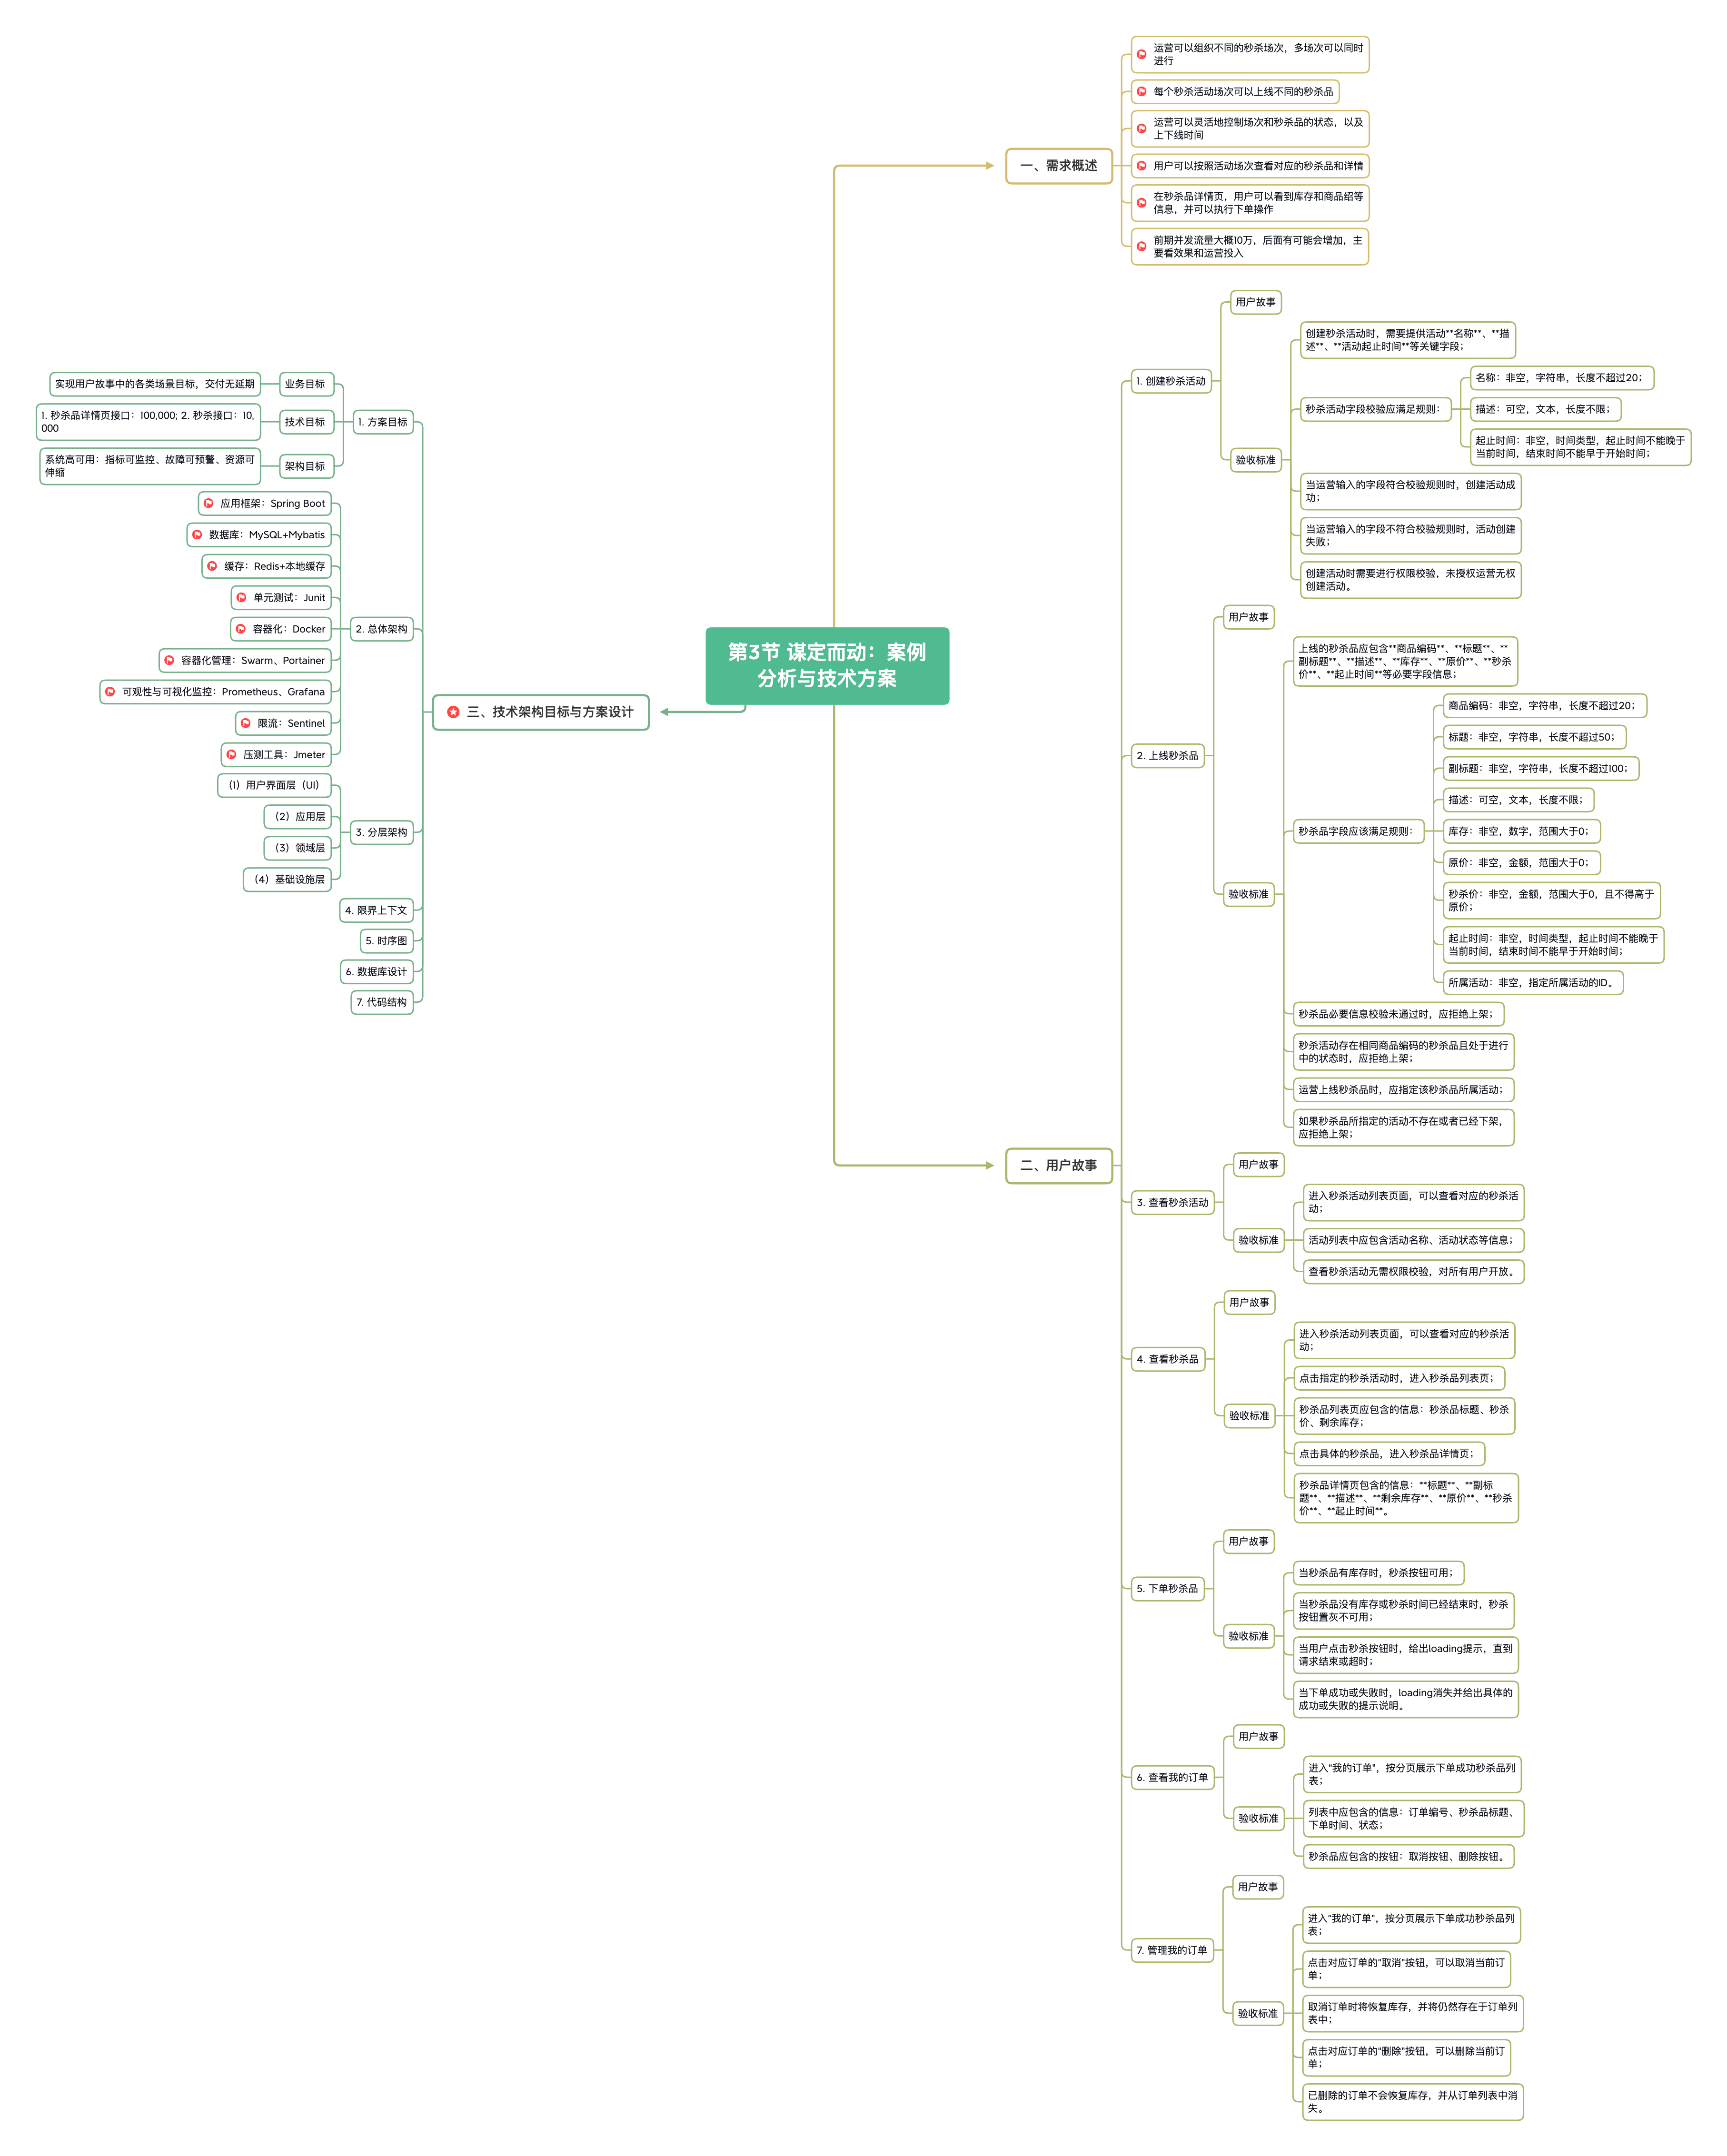 第3节 谋定而动：案例
分析与技术方案
一、需求概述
运营可以组织不同的秒杀场次，多场次可以同时
进行
每个秒杀活动场次可以上线不同的秒杀品
运营可以灵活地控制场次和秒杀品的状态，以及
上下线时间
用户可以按照活动场次查看对应的秒杀品和详情
在秒杀品详情页，用户可以看到库存和商品绍等
信息，并可以执行下单操作
前期并发流量大概10万，后面有可能会增加，主
要看效果和运营投入
二、用户故事
1. 创建秒杀活动
用户故事
验收标准
创建秒杀活动时，需要提供活动**名称**、**描
述**、**活动起止时间**等关键字段；
秒杀活动字段校验应满足规则：
名称：非空，字符串，长度不超过20；
描述：可空，文本，长度不限；
起止时间：非空，时间类型，起止时间不能晚于
当前时间，结束时间不能早于开始时间；
当运营输入的字段符合校验规则时，创建活动成
功；
当运营输入的字段不符合校验规则时，活动创建
失败；
创建活动时需要进行权限校验，未授权运营无权
创建活动。
2. 上线秒杀品
用户故事
验收标准
上线的秒杀品应包含**商品编码**、**标题**、**
副标题**、**描述**、**库存**、**原价**、**秒杀
价**、**起止时间**等必要字段信息；
秒杀品字段应该满足规则：
商品编码：非空，字符串，长度不超过20；
标题：非空，字符串，长度不超过50；
副标题：非空，字符串，长度不超过100；
描述：可空，文本，长度不限；
库存：非空，数字，范围大于0；
原价：非空，金额，范围大于0；
秒杀价：非空，金额，范围大于0，且不得高于
原价；
起止时间：非空，时间类型，起止时间不能晚于
当前时间，结束时间不能早于开始时间；
所属活动：非空，指定所属活动的ID。
秒杀品必要信息校验未通过时，应拒绝上架；
秒杀活动存在相同商品编码的秒杀品且处于进行
中的状态时，应拒绝上架；
运营上线秒杀品时，应指定该秒杀品所属活动；
如果秒杀品所指定的活动不存在或者已经下架，
应拒绝上架；
3. 查看秒杀活动
用户故事
验收标准
进入秒杀活动列表页面，可以查看对应的秒杀活
动；
活动列表中应包含活动名称、活动状态等信息；
查看秒杀活动无需权限校验，对所有用户开放。
4. 查看秒杀品
用户故事
验收标准
进入秒杀活动列表页面，可以查看对应的秒杀活
动；
点击指定的秒杀活动时，进入秒杀品列表页；
秒杀品列表页应包含的信息：秒杀品标题、秒杀
价、剩余库存；
点击具体的秒杀品，进入秒杀品详情页；
秒杀品详情页包含的信息：**标题**、**副标
题**、**描述**、**剩余库存**、**原价**、**秒杀
价**、**起止时间**。
5. 下单秒杀品
用户故事
验收标准
当秒杀品有库存时，秒杀按钮可用；
当秒杀品没有库存或秒杀时间已经结束时，秒杀
按钮置灰不可用；
当用户点击秒杀按钮时，给出loading提示，直到
请求结束或超时；
当下单成功或失败时，loading消失并给出具体的
成功或失败的提示说明。
6. 查看我的订单
用户故事
验收标准
进入“我的订单”，按分页展示下单成功秒杀品列
表；
列表中应包含的信息：订单编号、秒杀品标题、
下单时间、状态；
秒杀品应包含的按钮：取消按钮、删除按钮。
7. 管理我的订单
用户故事
验收标准
进入“我的订单”，按分页展示下单成功秒杀品列
表；
点击对应订单的“取消”按钮，可以取消当前订
单；
取消订单时将恢复库存，并将仍然存在于订单列
表中；
点击对应订单的“删除”按钮，可以删除当前订
单；
已删除的订单不会恢复库存，并从订单列表中消
失。
三、技术架构目标与方案设计
1. 方案目标
业务目标
实现用户故事中的各类场景目标，交付无延期
技术目标
1. 秒杀品详情页接口：100,000; 2. 秒杀接口：10,
000
架构目标
系统高可用：指标可监控、故障可预警、资源可
伸缩
2. 总体架构
应用框架：Spring Boot
数据库：MySQL+Mybatis
缓存：Redis+本地缓存
单元测试：Junit
容器化：Docker
容器化管理：Swarm、Portainer
可观性与可视化监控：Prometheus、Grafana
限流：Sentinel
压测工具：Jmeter
3. 分层架构
（1）用户界面层（UI）
（2）应用层
（3）领域层
（4）基础设施层
4. 限界上下文
5. 时序图
6. 数据库设计
7. 代码结构